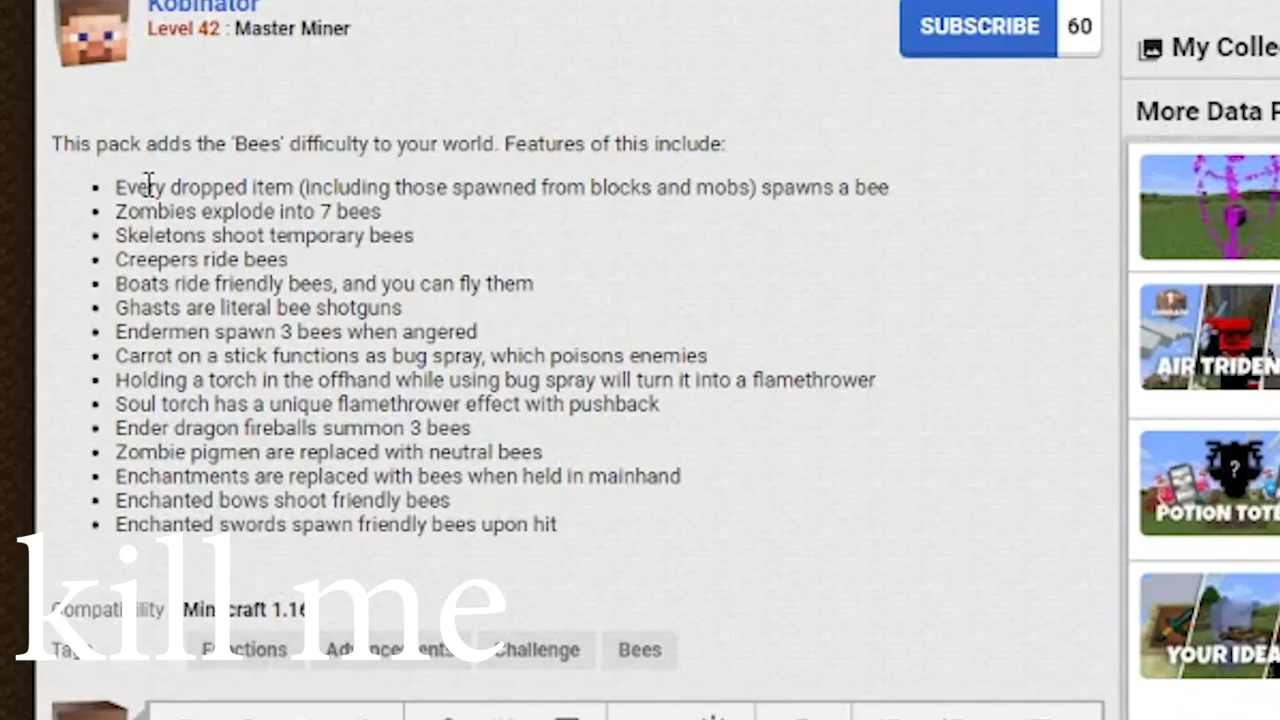 Kobinator
Level 42 : Master Miner
SUBSCRIBE 60
My Colle
More Data P
This pack adds the 'Bees' difficulty to your world. Features of this include:
• Every dropped item (including those spawned from blocks and mobs) spawns a bee
• Zombies explode into 7 bees
• Skeletons shoot temporary bees
• Creepers ride bees
• Boats ride friendly bees, and you can fly them
• Ghasts are literal bee shotguns
• Endermen spawn 3 bees when angered
• Carrot on a stick functions as bug spray, which poisons enemies
• Holding a torch in the offhand while using bug spray will turn it into a flamethrower
• Soul torch has a unique flamethrower effect with pushback
• Ender dragon fireballs summon 3 bees
• Zombie pigmen are replaced with neutral bees
• Enchantments are replaced with bees when held in mainhand
• Enchanted bows shoot friendly bees
• Enchanted swords spawn friendly bees upon hit
AIR TRIDEN
?
POTION TOTE
YOUR IDEA
kill me
Compatibility Minecraft 1.16
Tags Functions Advancements Challenge Bees